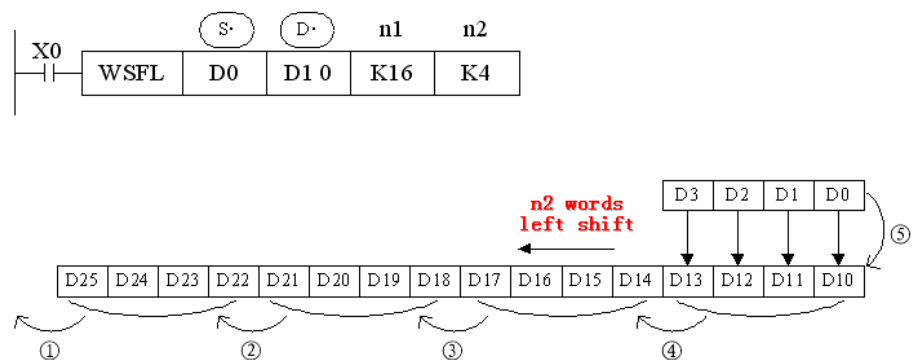 S· D· n1 n2
X0
WSFL D0 D1 0 K16 K4
D3 D2 D1 D0
n2 words
left shift
⑤
D25 D24 D23 D22 D21 D20 D19 D18 D17 D16 D15 D14 D13 D12 D11 D10
① ② ③ ④